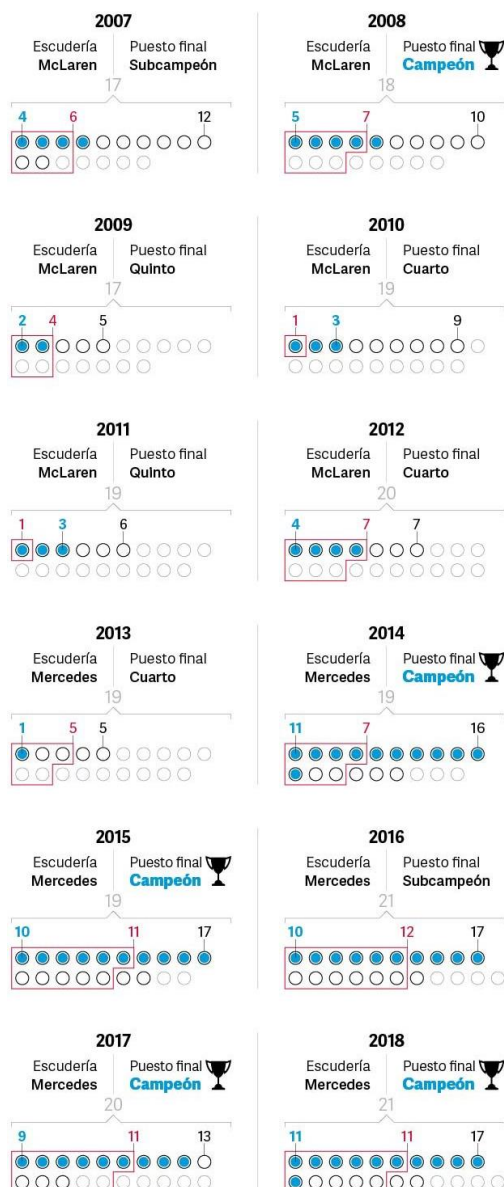 2007
Escudería Puesto final
McLaren Subcampeón
17
4 6 12
2008
Escudería Puesto final
McLaren Campeón
18
5 7 10
2009
Escudería Puesto final
McLaren Quinto
17
2 4 5
2010
Escudería Puesto final
McLaren Cuarto
19
1 3 9
2011
Escudería Puesto final
McLaren Quinto
19
1 3 6
2012
Escudería Puesto final
McLaren Cuarto
20
4 7 7
2013
Escudería Puesto final
Mercedes Cuarto
19
1 5 5
2014
Escudería Puesto final
Mercedes Campeón
19
11 7 16
2015
Escudería Puesto final
Mercedes Campeón
19
10 11 17
2016
Escudería Puesto final
Mercedes Subcampeón
21
10 12 17
2017
Escudería Puesto final
Mercedes Campeón
20
9 11 13
2018
Escudería Puesto final
Mercedes Campeón
21
11 11 17